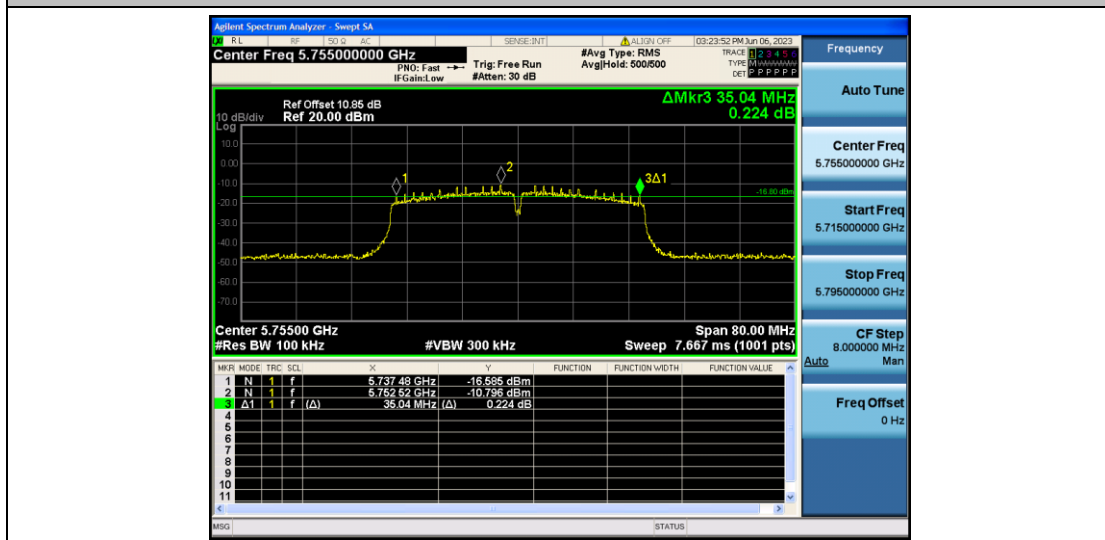 Agilent Spectrum Analyzer - Swept SA
RL RF 50 Ω AC SENSE:INT ALIGN OFF 03:23:52 PM Jun 06, 2023
Center Freq 5.755000000 GHz
PNO: Fast
IFGain:Low
Trig: Free Run
#Atten: 30 dB
#Avg Type: RMS
Avg|Hold: 500/500
TRACE 1 2 3 4 5 6
TYPE M
DET P P P P P P
Frequency
Auto Tune
Center Freq
5.755000000 GHz
Start Freq
5.715000000 GHz
Stop Freq
5.795000000 GHz
CF Step
8.000000 MHz
Auto Man
Freq Offset
0 Hz
ΔMkr3 35.04 MHz
0.224 dB
Ref Offset 10.85 dB
10 dB/div Ref 20.00 dBm
Log
10.0
0.00
-10.0
-20.0
-30.0
-40.0
-50.0
-60.0
-70.0
1
2
3Δ1
-16.80 dBm
Center 5.75500 GHz Span 80.00 MHz
#Res BW 100 kHz #VBW 300 kHz Sweep 7.667 ms (1001 pts)
MKR MODE TRC SCL X Y FUNCTION FUNCTION WIDTH FUNCTION VALUE
1 N 1 f 5.737 48 GHz -16.585 dBm
2 N 1 f 5.752 52 GHz -10.796 dBm
3 Δ1 1 f (Δ) 35.04 MHz (Δ) 0.224 dB
4
5
6
7
8
9
10
11
MSG STATUS